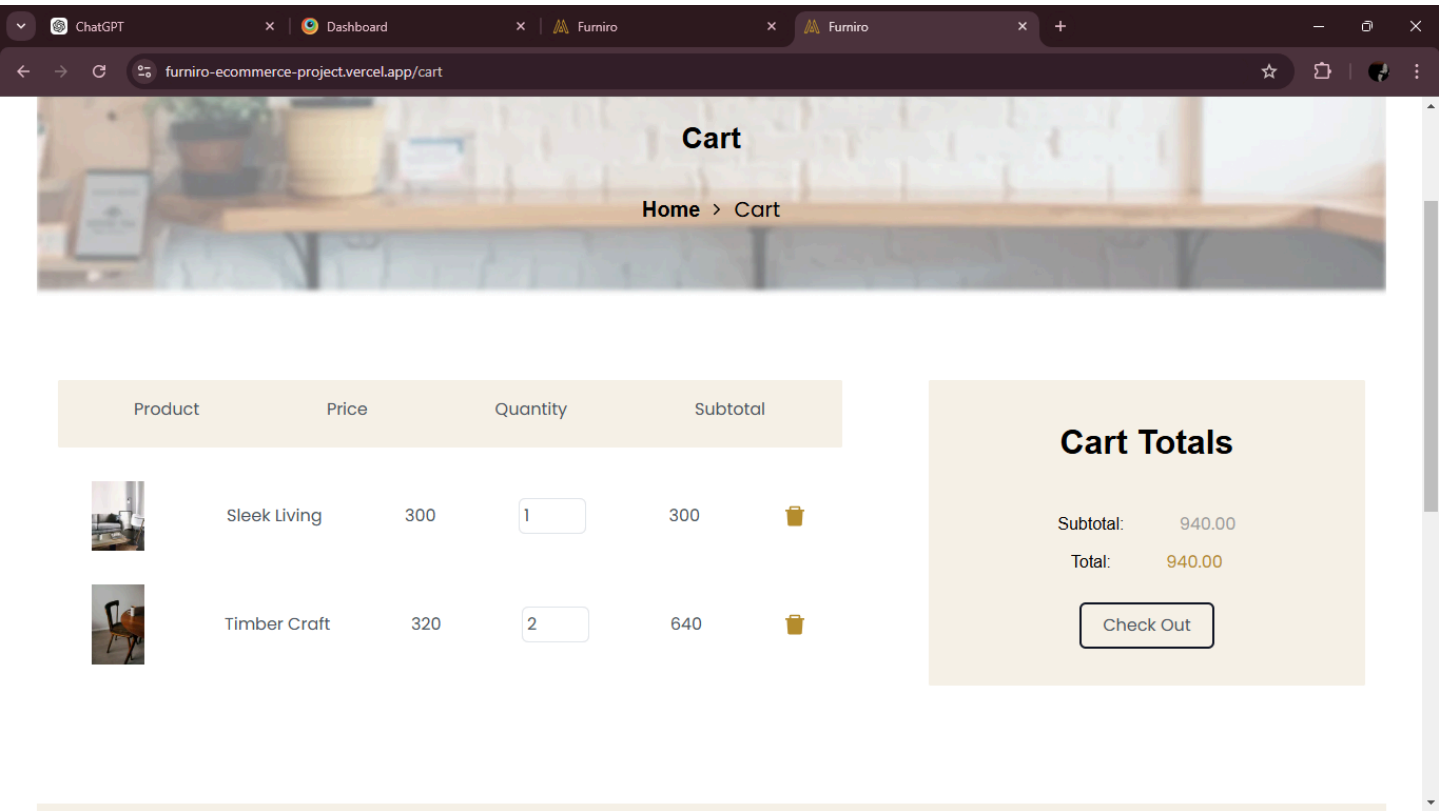 ChatGPT Dashboard Furniro Furniro
furniro-ecommerce-project.vercel.app/cart
Cart
Home > Cart
Product Price Quantity Subtotal
Sleek Living 300 1 300
Timber Craft 320 2 640
Cart Totals
Subtotal: 940.00
Total: 940.00
Check Out